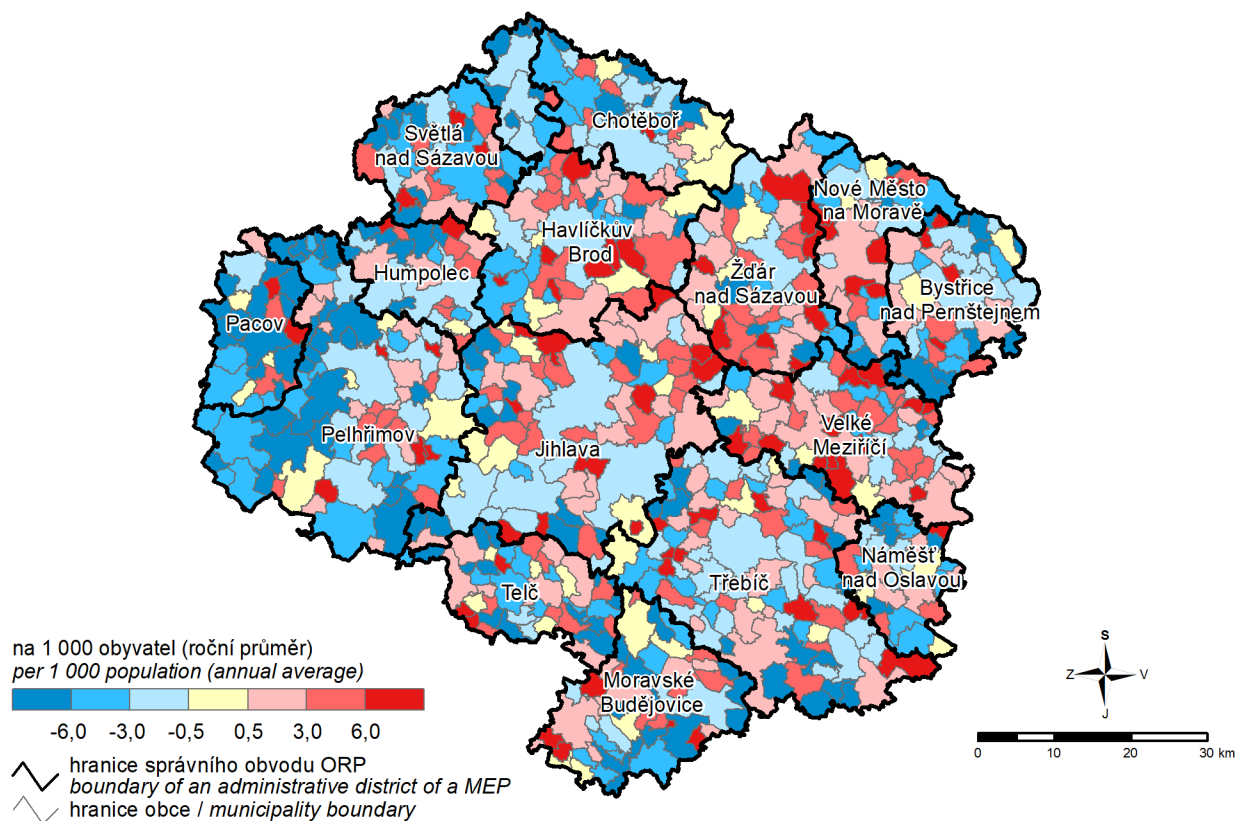 Chotěboř
Světlá
nad Sázavou
Nové Město
na Moravě
Havlíčkův
Brod
Humpolec
Žďár
nad Sázavou
Bystřice
nad Pernštejnem
Pacov
Pelhřimov
Jihlava
Velké
Meziříčí
Náměšť
nad Oslavou
Třebíč
Telč
Moravské
Budějovice
na 1 000 obyvatel (roční průměr)
per 1 000 population (annual average)
-6,0 -3,0 -0,5 0,5 3,0 6,0
hranice správního obvodu ORP
boundary of an administrative district of a MEP
hranice obce / municipality boundary
S
Z V
J
0 10 20 30 km